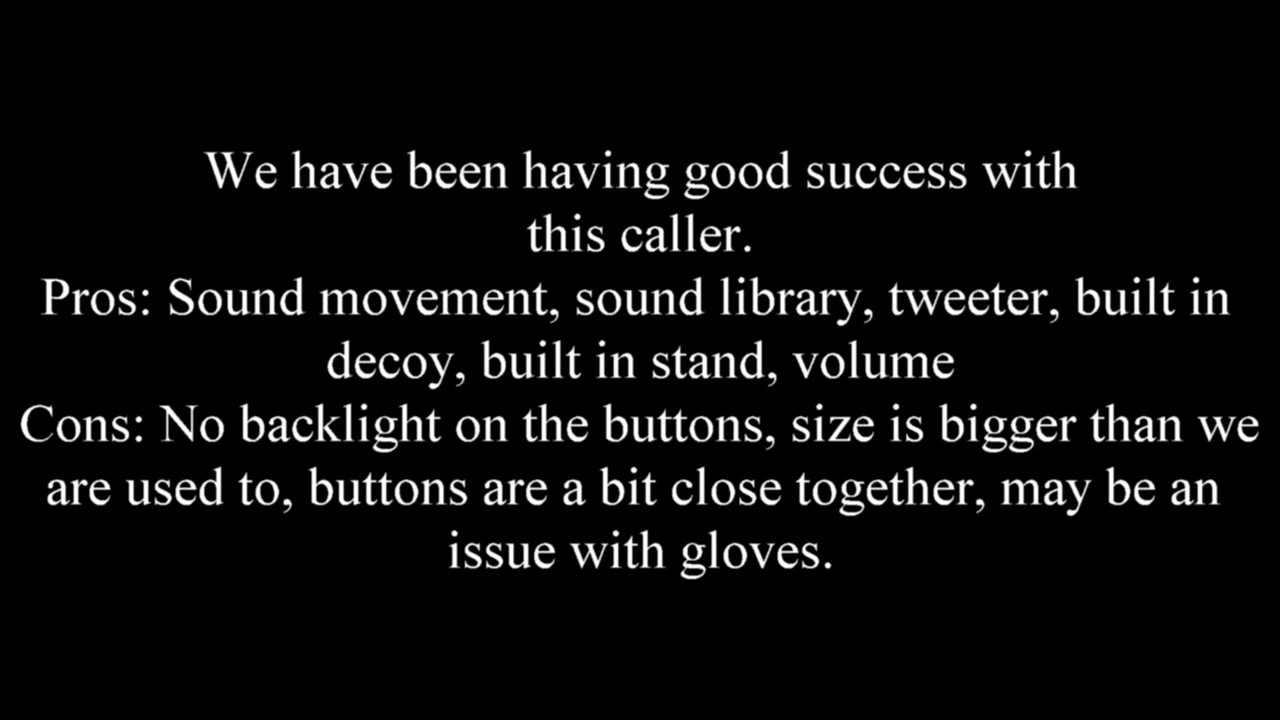 We have been having good success with
this caller.
Pros: Sound movement, sound library, tweeter, built in
decoy, built in stand, volume
Cons: No backlight on the buttons, size is bigger than we
are used to, buttons are a bit close together, may be an
issue with gloves.